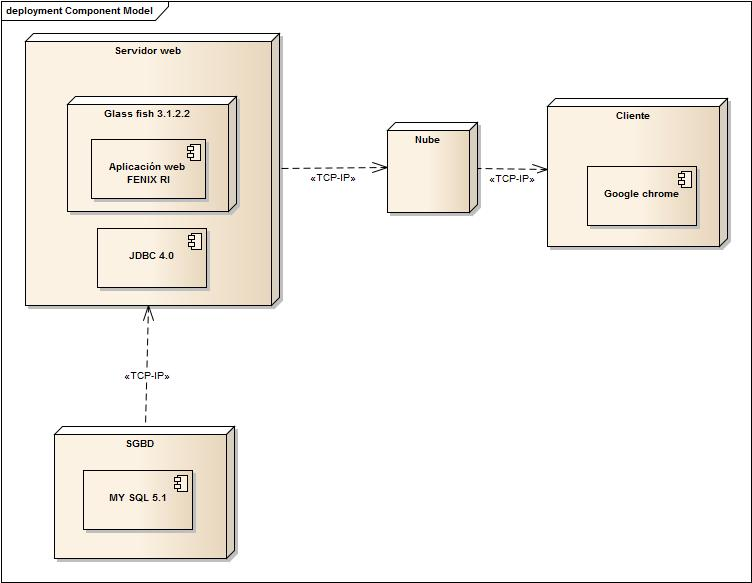 deployment Component Model
Servidor web
Glass fish 3.1.2.2
Aplicación web
FENIX RI
JDBC 4.0
«TCP-IP»
Nube
«TCP-IP»
Cliente
Google chrome
«TCP-IP»
SGBD
MY SQL 5.1